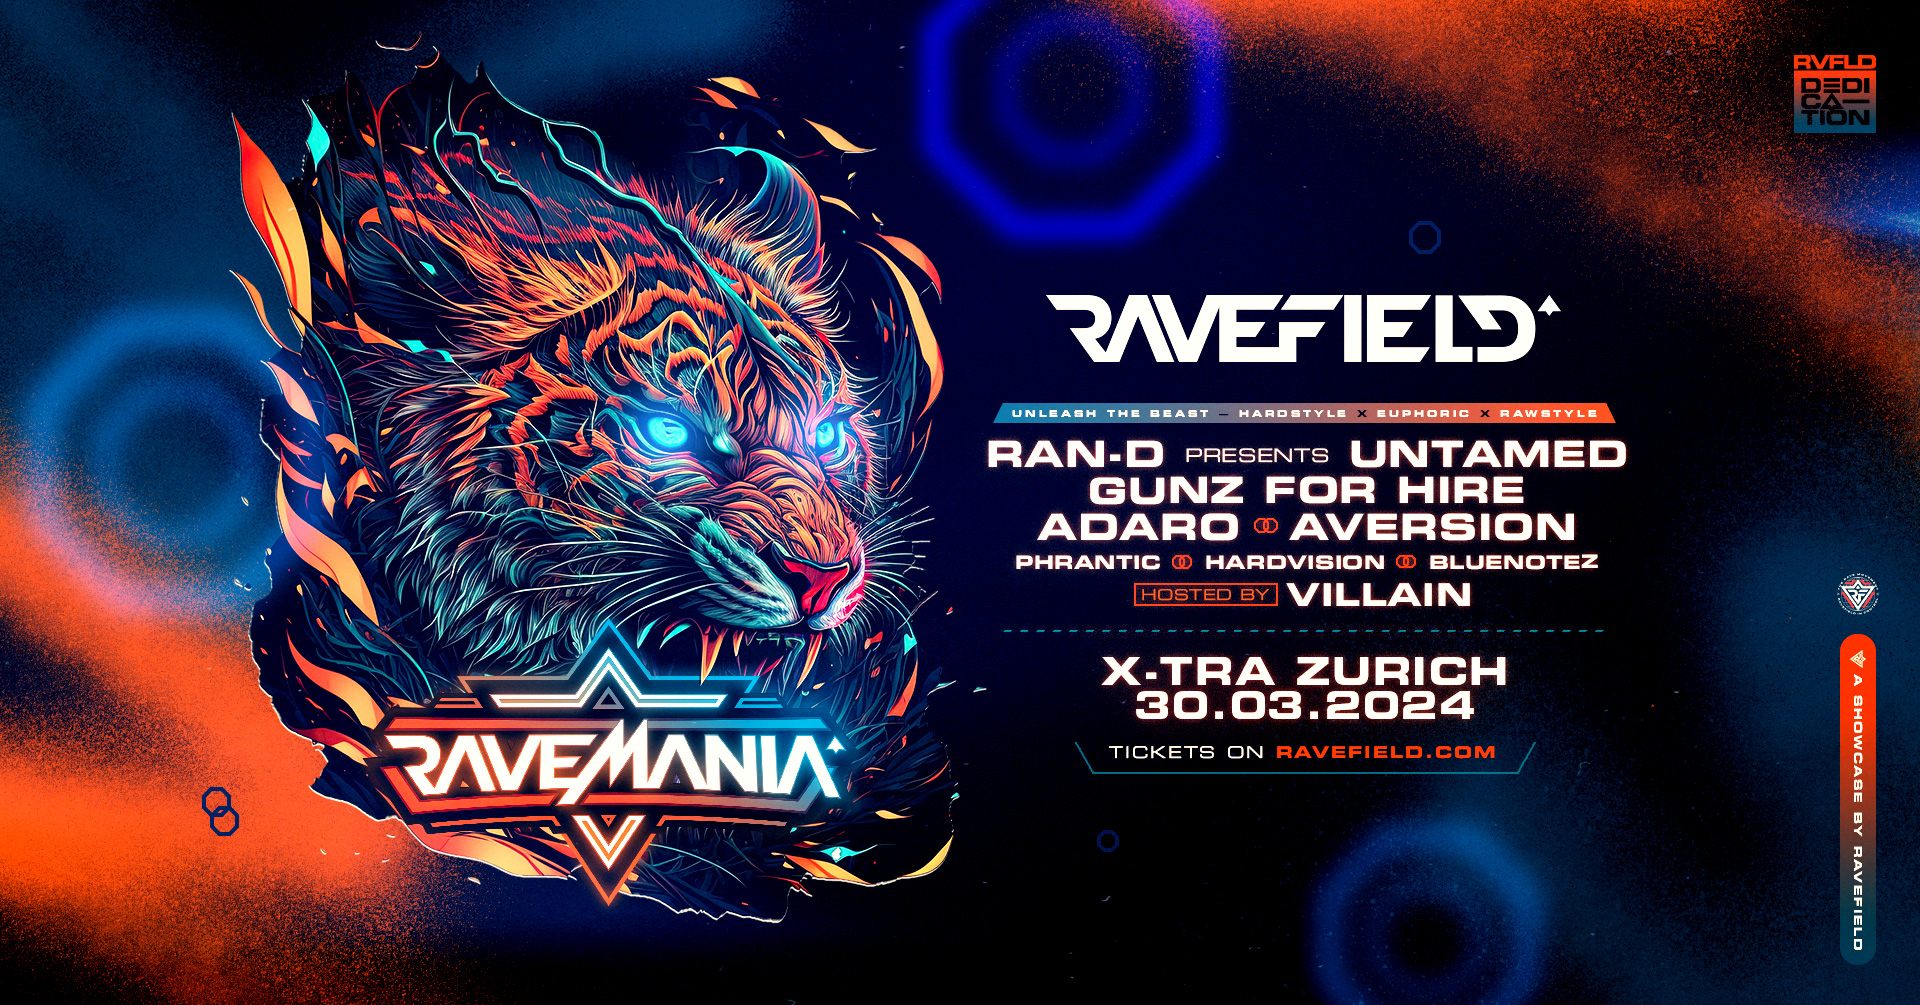 RVFLD
DEDI
CA
TION
RAVEFIELD
UNLEASH THE BEAST – HARDSTYLE X EUPHORIC X RAWSTYLE
RAN-D PRESENTS UNTAMED
GUNZ FOR HIRE
ADARO AVERSION
PHRANTIC HARDVISION BLUENOTEZ
HOSTED BY VILLAIN
X-TRA ZURICH
30.03.2024
TICKETS ON RAVEFIELD.COM
RAVEMANIA
A SHOWCASE BY RAVEFIELD